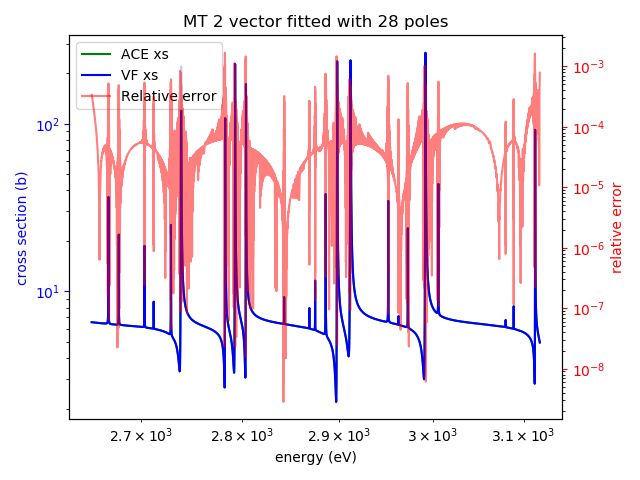 MT 2 vector fitted with 28 poles
ACE xs
VF xs
Relative error
cross section (b)
10²
10¹
10⁻³
10⁻⁴
10⁻⁵
10⁻⁶
10⁻⁷
10⁻⁸
relative error
2.7 × 10³ 2.8 × 10³ 2.9 × 10³ 3 × 10³ 3.1 × 10³
energy (eV)